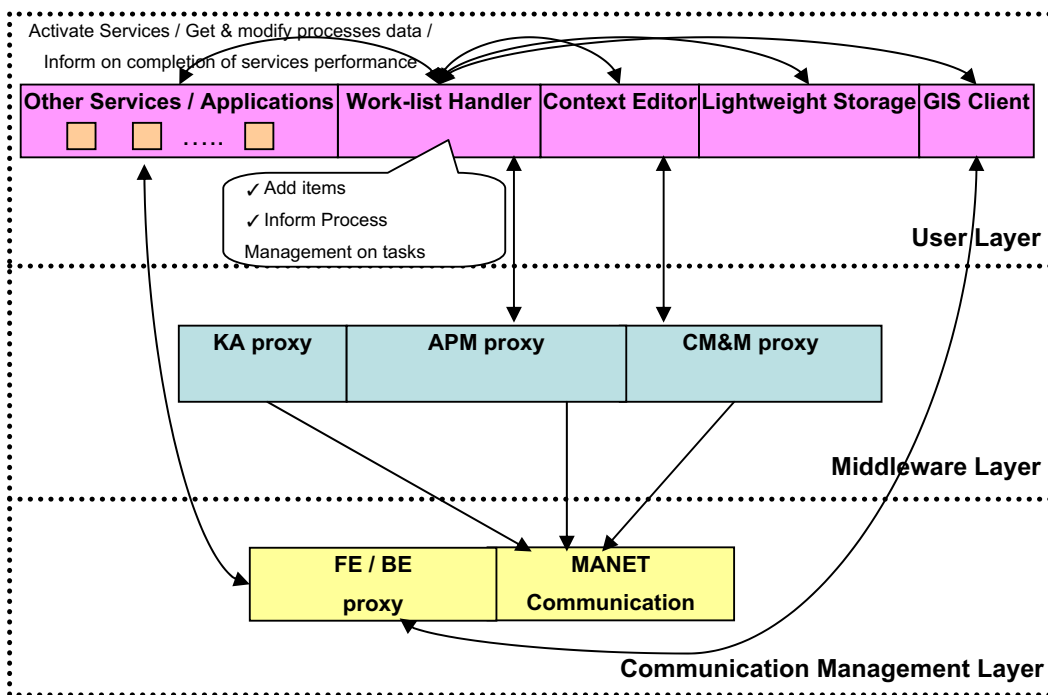 Activate Services / Get & modify processes data /
Inform on completion of services performance
Other Services / Applications
.....
Work-list Handler
Context Editor
Lightweight Storage
GIS Client
✓ Add items
✓ Inform Process
Management on tasks
User Layer
KA proxy
APM proxy
CM&M proxy
Middleware Layer
FE / BE
proxy
MANET
Communication
Communication Management Layer